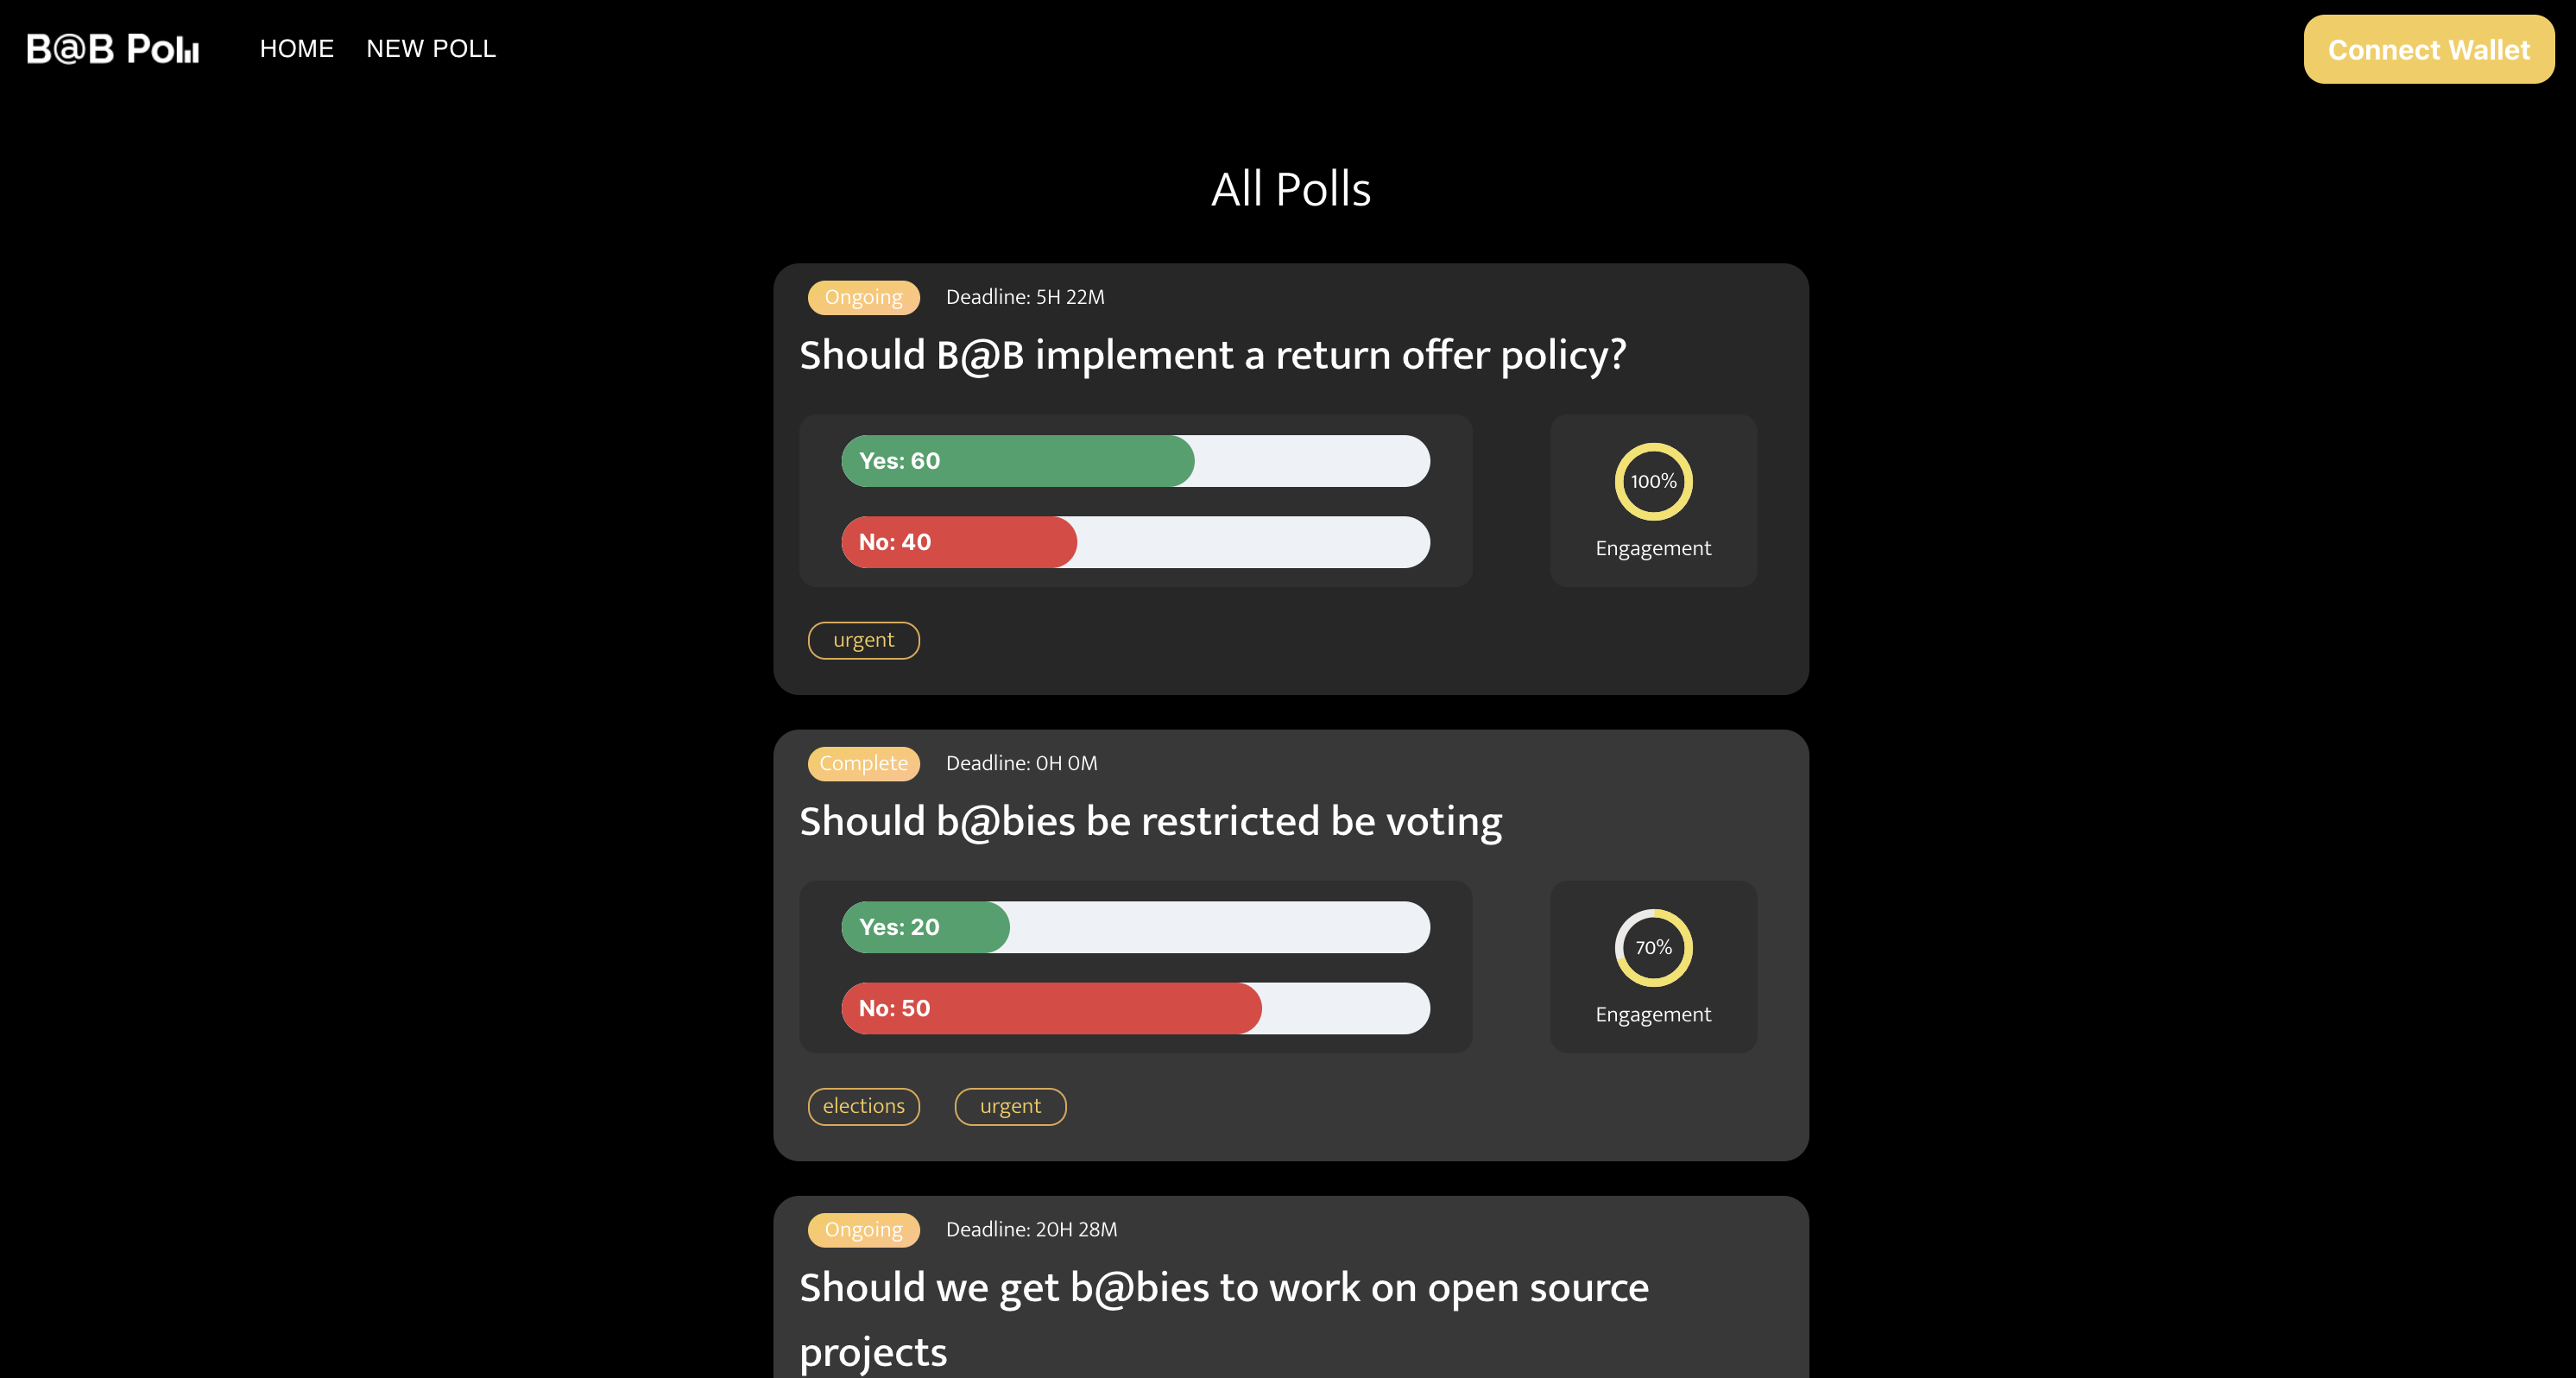 B@B Poll
HOME
NEW POLL
Connect Wallet
All Polls
Ongoing
Deadline: 5H 22M
Should B@B implement a return offer policy?
Yes: 60
No: 40
100%
Engagement
urgent
Complete
Deadline: 0H 0M
Should b@bies be restricted be voting
Yes: 20
No: 50
70%
Engagement
elections
urgent
Ongoing
Deadline: 20H 28M
Should we get b@bies to work on open source
projects